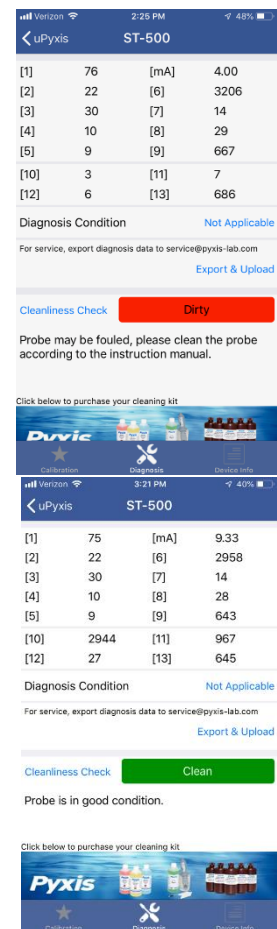 Verizon 2:25 PM 48%
uPyxis ST-500
[1] 76 [mA] 4.00
[2] 22 [6] 3206
[3] 30 [7] 14
[4] 10 [8] 29
[5] 9 [9] 667
[10] 3 [11] 7
[12] 6 [13] 686
Diagnosis Condition Not Applicable
For service, export diagnosis data to service@pyxis-lab.com
Export & Upload
Cleanliness Check Dirty
Probe may be fouled, please clean the probe
according to the instruction manual.
Click below to purchase your cleaning kit
Pyxis
Calibration Diagnosis Device Info
Verizon 3:21 PM 40%
uPyxis ST-500
[1] 75 [mA] 9.33
[2] 22 [6] 2958
[3] 30 [7] 14
[4] 10 [8] 28
[5] 9 [9] 643
[10] 2944 [11] 967
[12] 27 [13] 645
Diagnosis Condition Not Applicable
For service, export diagnosis data to service@pyxis-lab.com
Export & Upload
Cleanliness Check Clean
Probe is in good condition.
Click below to purchase your cleaning kit
Pyxis
Calibration Diagnosis Device Info